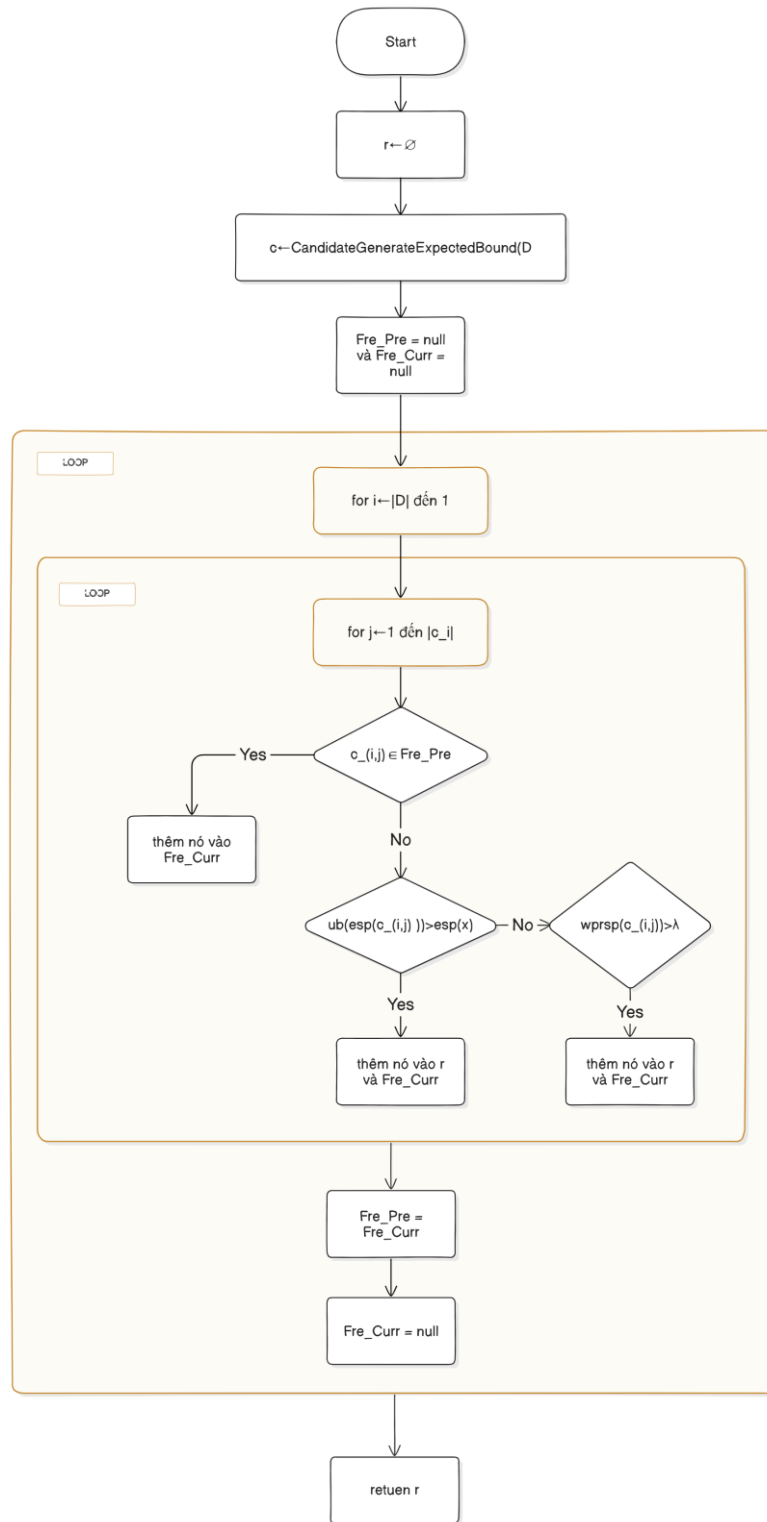 Start
r←∅
c←CandidateGenerateExpectedBound(D
Fre_Pre = null
và Fre_Curr =
null
LOOP
for i←|D| đến 1
LOOP
for j←1 đến |c_i|
c_(i,j)∈Fre_Pre
Yes
thêm nó vào
Fre_Curr
No
ub(esp(c_(i,j) ))>esp(x)
No
wprsp(c_(i,j))>λ
Yes
Yes
thêm nó vào r
và Fre_Curr
thêm nó vào r
và Fre_Curr
Fre_Pre =
Fre_Curr
Fre_Curr = null
retuen r